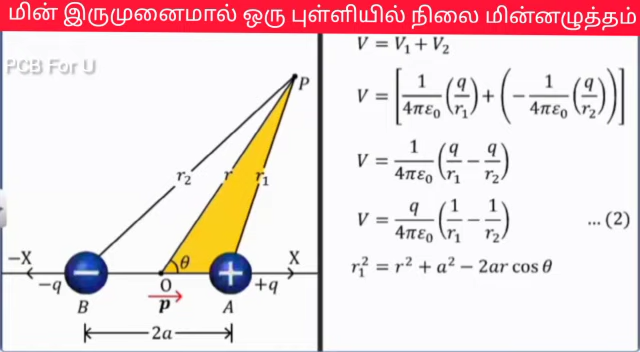 மின் இருமுனைமால் ஒரு புள்ளியில் நிலை மின்னழுத்தம்
PCB For U
P
r₂
r
r₁
θ
-X
X
-q
O
+q
B
p
A
2a
V = V₁ + V₂
V = [1/4πε₀ (q/r₁) + (-1/4πε₀ (q/r₂))]
V = 1/4πε₀ (q/r₁ - q/r₂)
V = q/4πε₀ (1/r₁ - 1/r₂) ... (2)
r₁² = r² + a² - 2ar cos θ